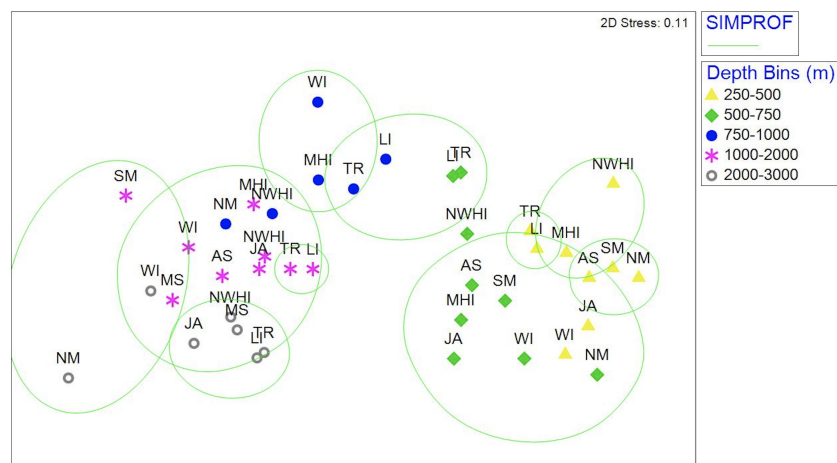 2D Stress: 0.11
SIMPROF
Depth Bins (m)
250-500
500-750
750-1000
1000-2000
2000-3000
WI
LI
MHI
TR
LI
TR
NWHI
SM
MHI
NWHI
NM
NWHI
TR
LI
MHI
WI
NWHI
JA
TR
LI
AS
SM
NM
AS
WI
MS
AS
SM
NWHI
MS
MHI
JA
JA
LI
TR
JA
WI
WI
NM
NM